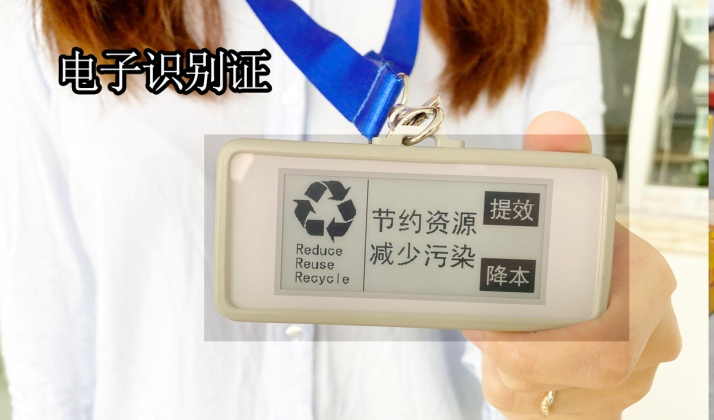 电子识别证
Reduce
Reuse
Recycle
节约资源
减少污染
提效
降本